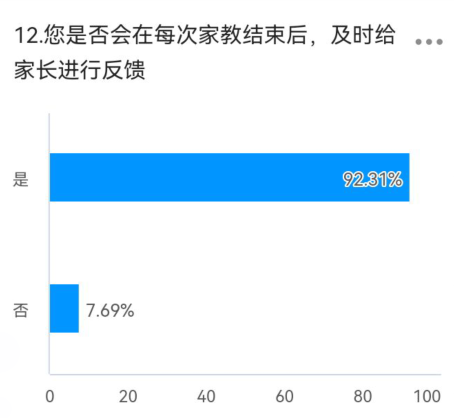 12.您是否会在每次家教结束后，及时给
家长进行反馈
是
92.31%
否
7.69%
0 20 40 60 80 100